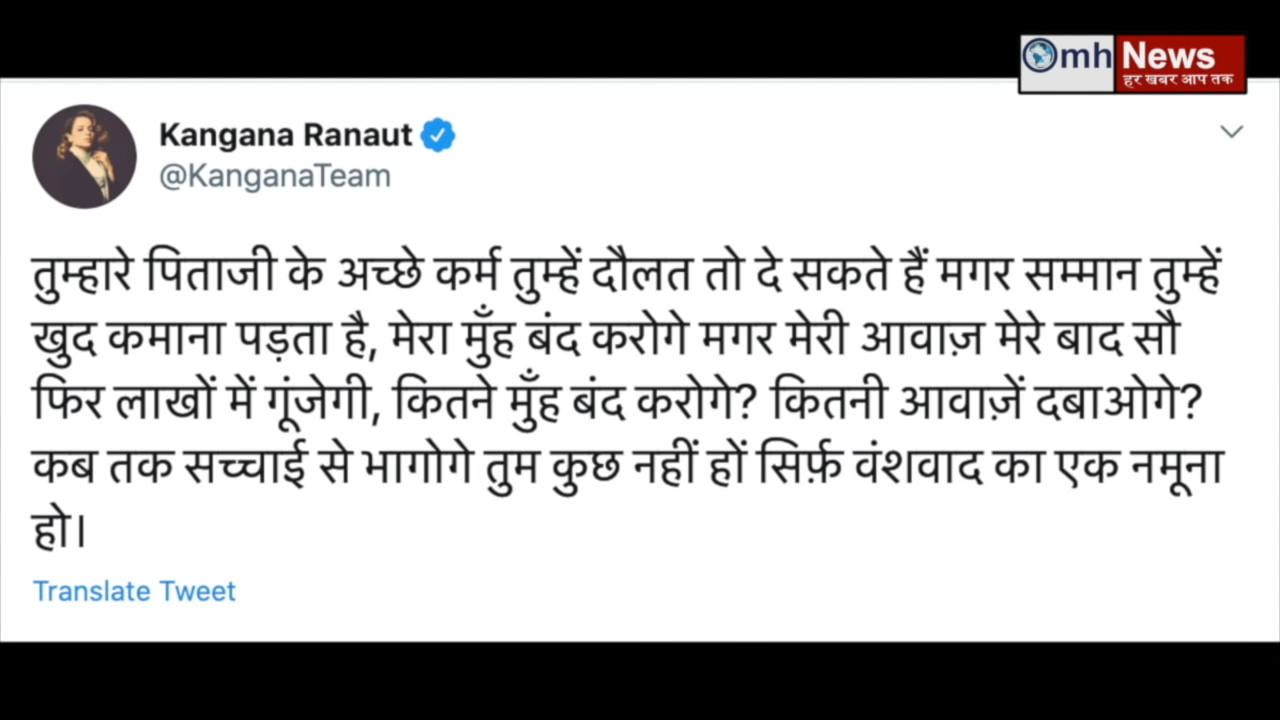 Omh News
हर खबर आप तक
Kangana Ranaut
@KanganaTeam
तुम्हारे पिताजी के अच्छे कर्म तुम्हें दौलत तो दे सकते हैं मगर सम्मान तुम्हें
खुद कमाना पड़ता है, मेरा मुँह बंद करोगे मगर मेरी आवाज़ मेरे बाद सौ
फिर लाखों में गूंजेगी, कितने मुँह बंद करोगे? कितनी आवाज़ें दबाओगे?
कब तक सच्चाई से भागोगे तुम कुछ नहीं हों सिर्फ़ वंशवाद का एक नमूना
हो।
Translate Tweet